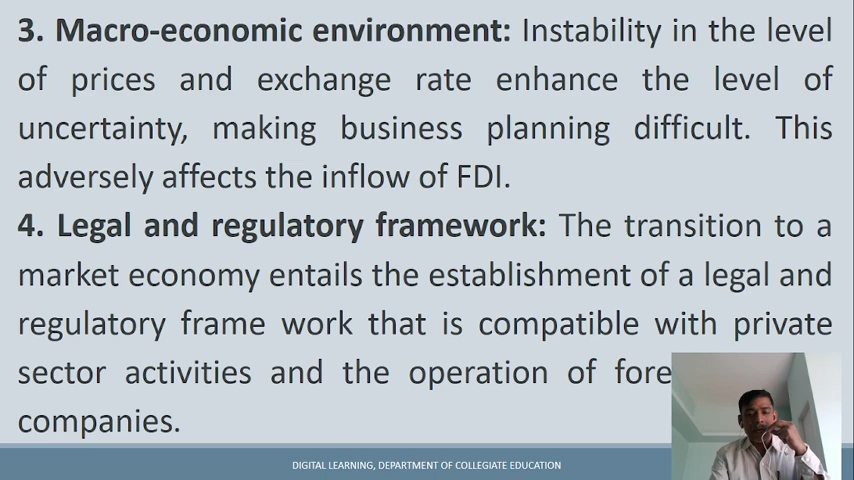 3. Macro-economic environment: Instability in the level
of prices and exchange rate enhance the level of
uncertainty, making business planning difficult. This
adversely affects the inflow of FDI.
4. Legal and regulatory framework: The transition to a
market economy entails the establishment of a legal and
regulatory frame work that is compatible with private
sector activities and the operation of
companies.
DIGITAL LEARNING, DEPARTMENT OF COLLEGIATE EDUCATION